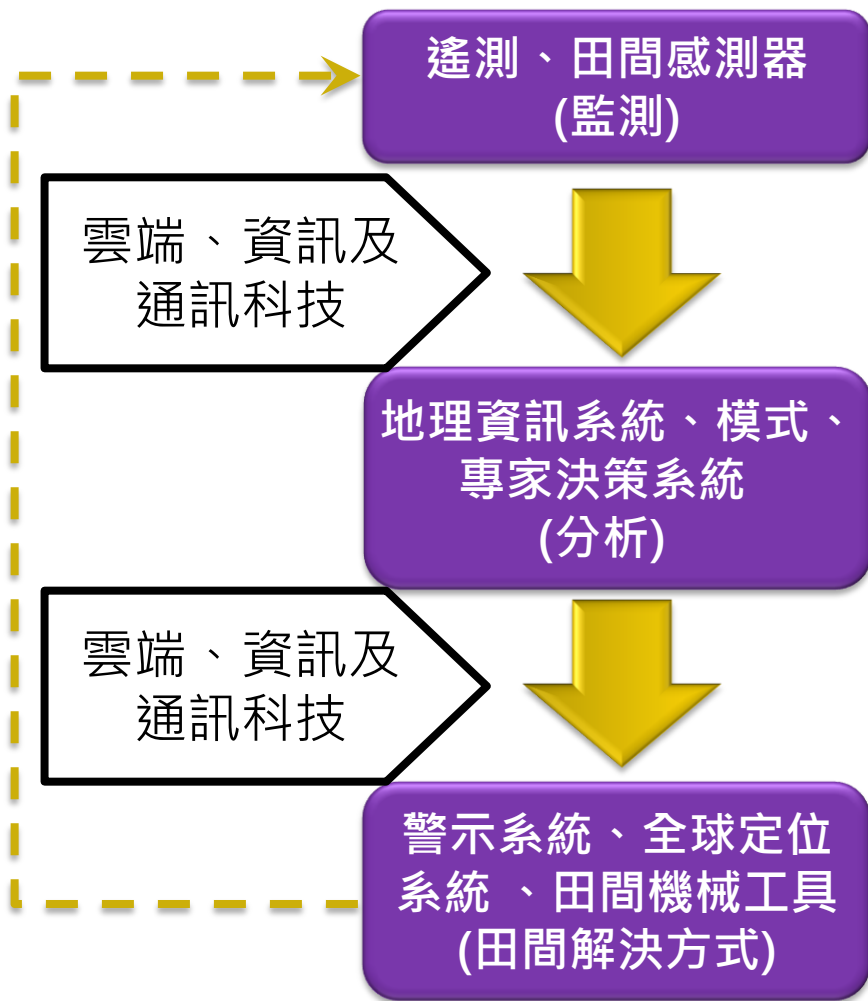 遙測、田間感測器
(監測)
雲端、資訊及
通訊科技
地理資訊系統、模式、
專家決策系統
(分析)
雲端、資訊及
通訊科技
警示系統、全球定位
系統 、田間機械工具
(田間解決方式)